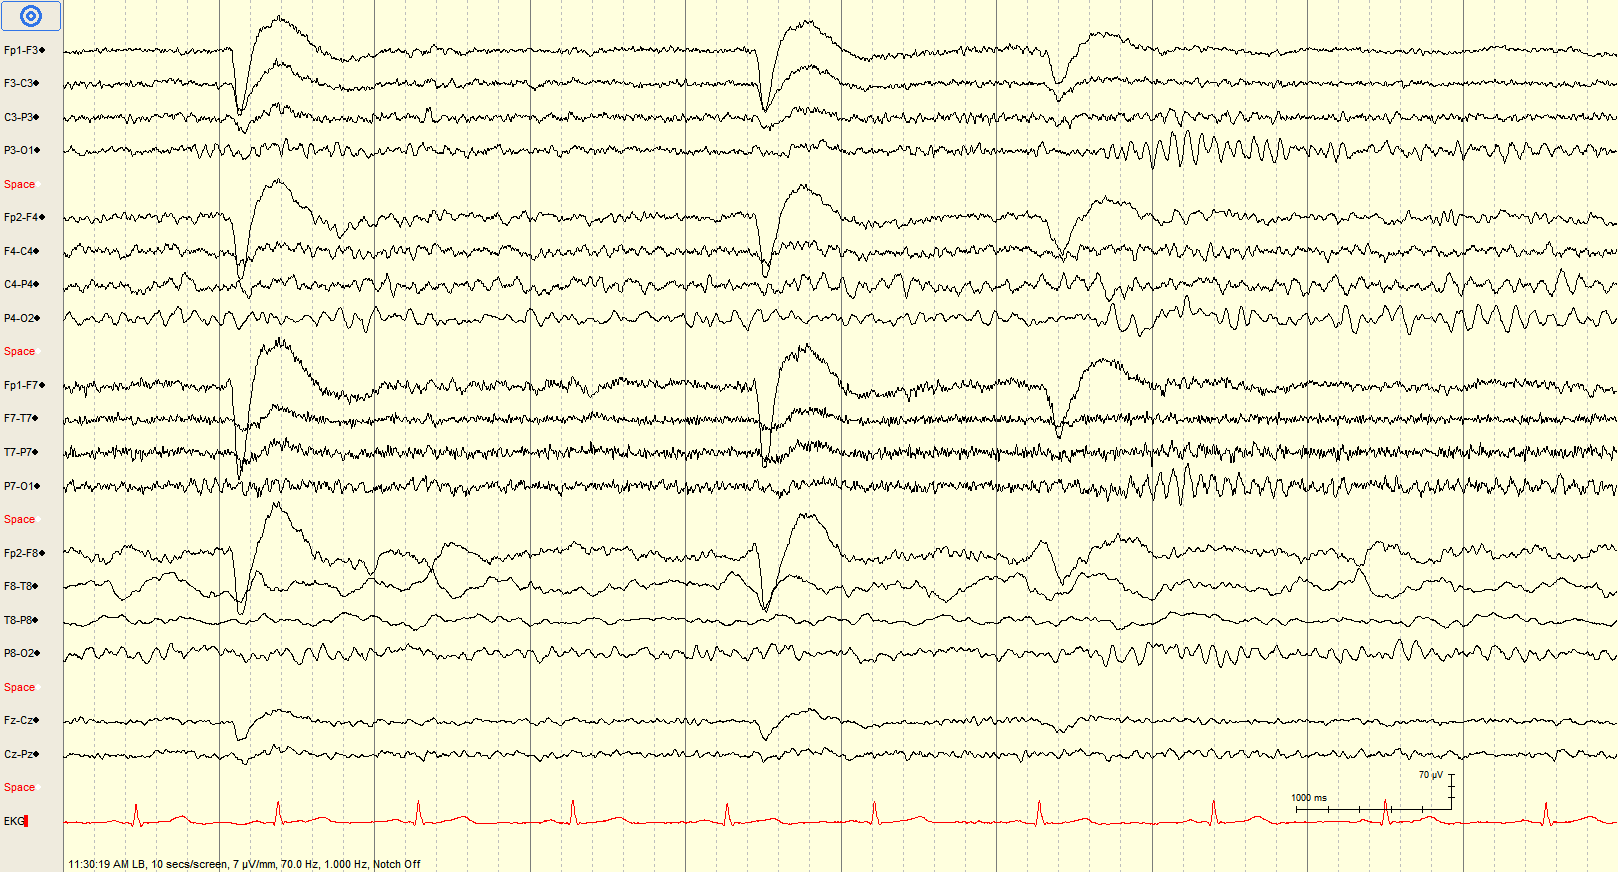 Fp1-F3
F3-C3
C3-P3
P3-O1
Space
Fp2-F4
F4-C4
C4-P4
P4-O2
Space
Fp1-F7
F7-T7
T7-P7
P7-O1
Space
Fp2-F8
F8-T8
T8-P8
P8-O2
Space
Fz-Cz
Cz-Pz
Space
70 µV
1000 ms
EKG
11:30:19 AM LB, 10 secs/screen, 7 µV/mm, 70.0 Hz, 1.000 Hz, Notch Off